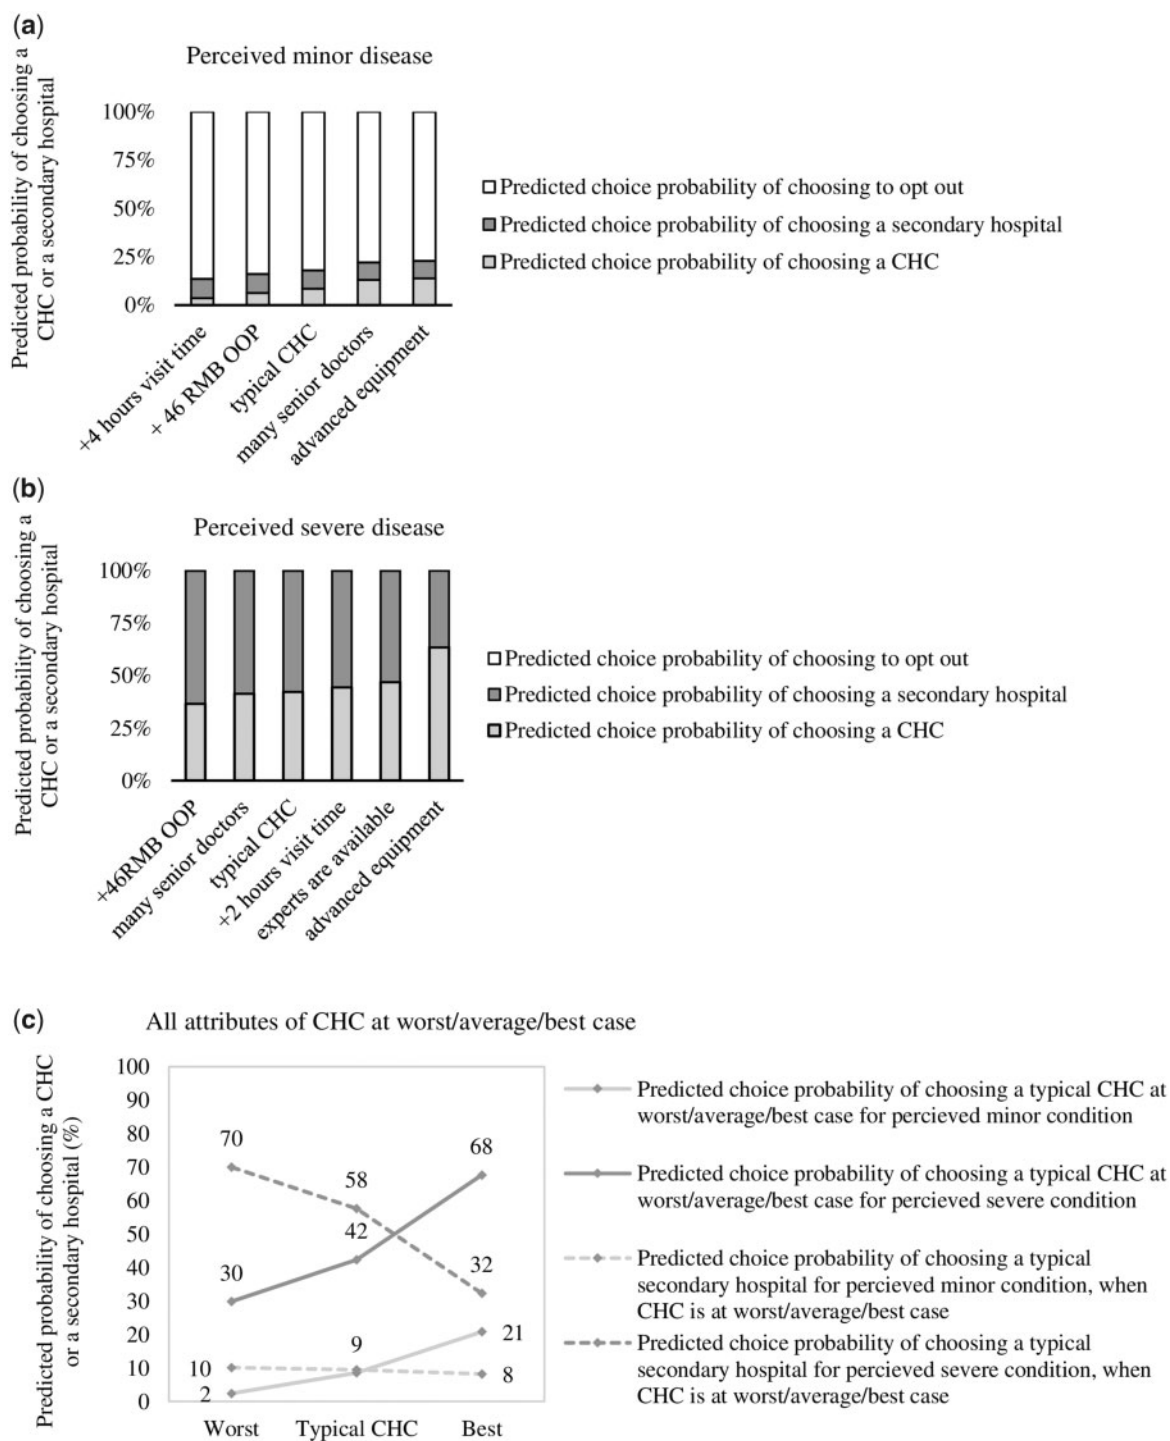 (a)
Perceived minor disease
Predicted probability of choosing a
CHC or a secondary hospital
100%
75%
50%
25%
0%
+4 hours visit time
+ 46 RMB OOP
typical CHC
many senior doctors
advanced equipment
Predicted choice probability of choosing to opt out
Predicted choice probability of choosing a secondary hospital
Predicted choice probability of choosing a CHC
(b)
Perceived severe disease
Predicted probability of choosing a
CHC or a secondary hospital
100%
75%
50%
25%
0%
+46RMB OOP
many senior doctors
typical CHC
+2 hours visit time
experts are available
advanced equipment
Predicted choice probability of choosing to opt out
Predicted choice probability of choosing a secondary hospital
Predicted choice probability of choosing a CHC
(c)
All attributes of CHC at worst/average/best case
Predicted probability of choosing a CHC
or a secondary hospital (%)
100
90
80
70
60
50
40
30
20
10
0
70
58
68
42
30
32
9
21
10
8
2
Worst
Typical CHC
Best
Predicted choice probability of choosing a typical CHC at
worst/average/best case for percieved minor condition
Predicted choice probability of choosing a typical CHC at
worst/average/best case for percieved severe condition
Predicted choice probability of choosing a typical
secondary hospital for percieved minor condition, when
CHC is at worst/average/best case
Predicted choice probability of choosing a typical
secondary hospital for percieved severe condition, when
CHC is at worst/average/best case